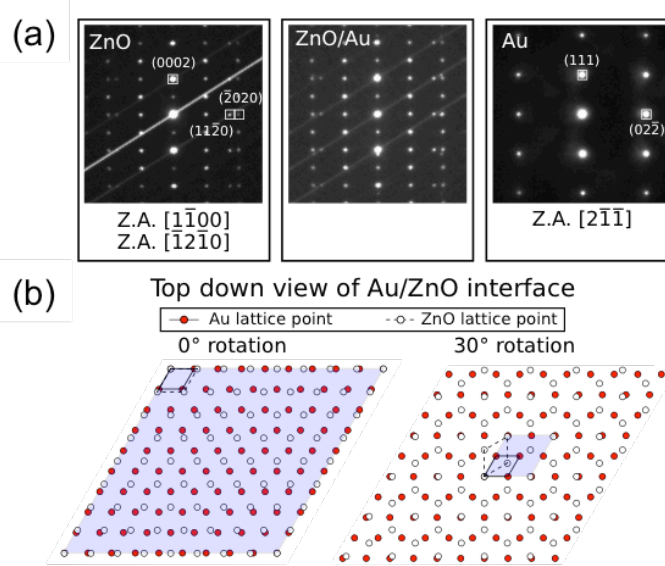 (a)
ZnO
(0002)
(2̅020)
(112̅0)
Z.A. [11̅00]
Z.A. [1̅21̅0]
ZnO/Au
Au
(111)
(022̅)
Z.A. [21̅1̅]
(b)
Top down view of Au/ZnO interface
Au lattice point
ZnO lattice point
0° rotation
30° rotation